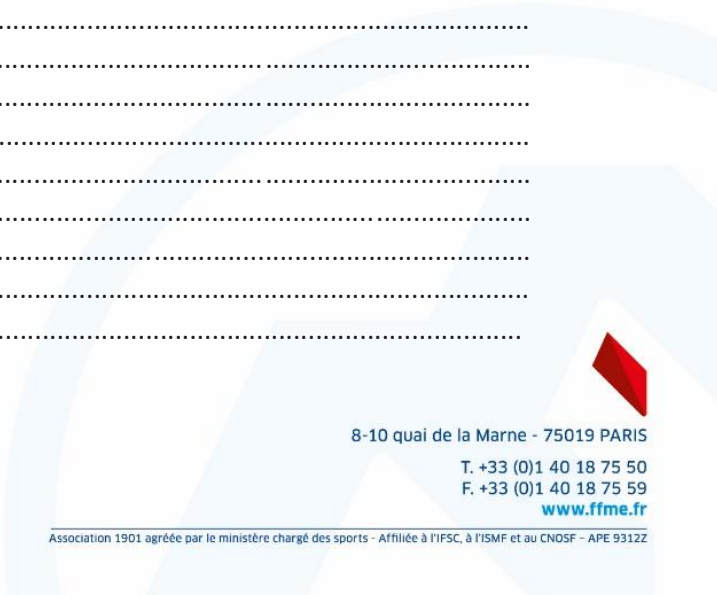 8-10 quai de la Marne - 75019 PARIS
T. +33 (0)1 40 18 75 50
F. +33 (0)1 40 18 75 59
www.ffme.fr
Association 1901 agréée par le ministère chargé des sports - Affiliée à l'IFSC, à l'ISMF et au CNOSF - APE 9312Z